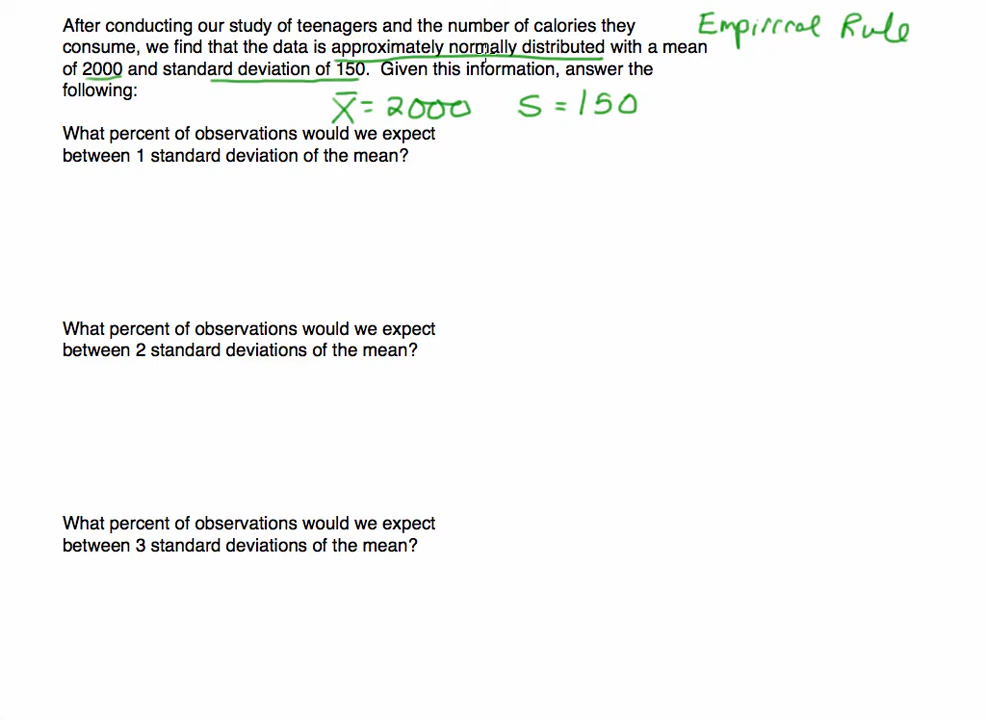 After conducting our study of teenagers and the number of calories they
consume, we find that the data is approximately normally distributed with a mean
of 2000 and standard deviation of 150. Given this information, answer the
following:
Empirical Rule
X̅ = 2000 S = 150
What percent of observations would we expect
between 1 standard deviation of the mean?
What percent of observations would we expect
between 2 standard deviations of the mean?
What percent of observations would we expect
between 3 standard deviations of the mean?